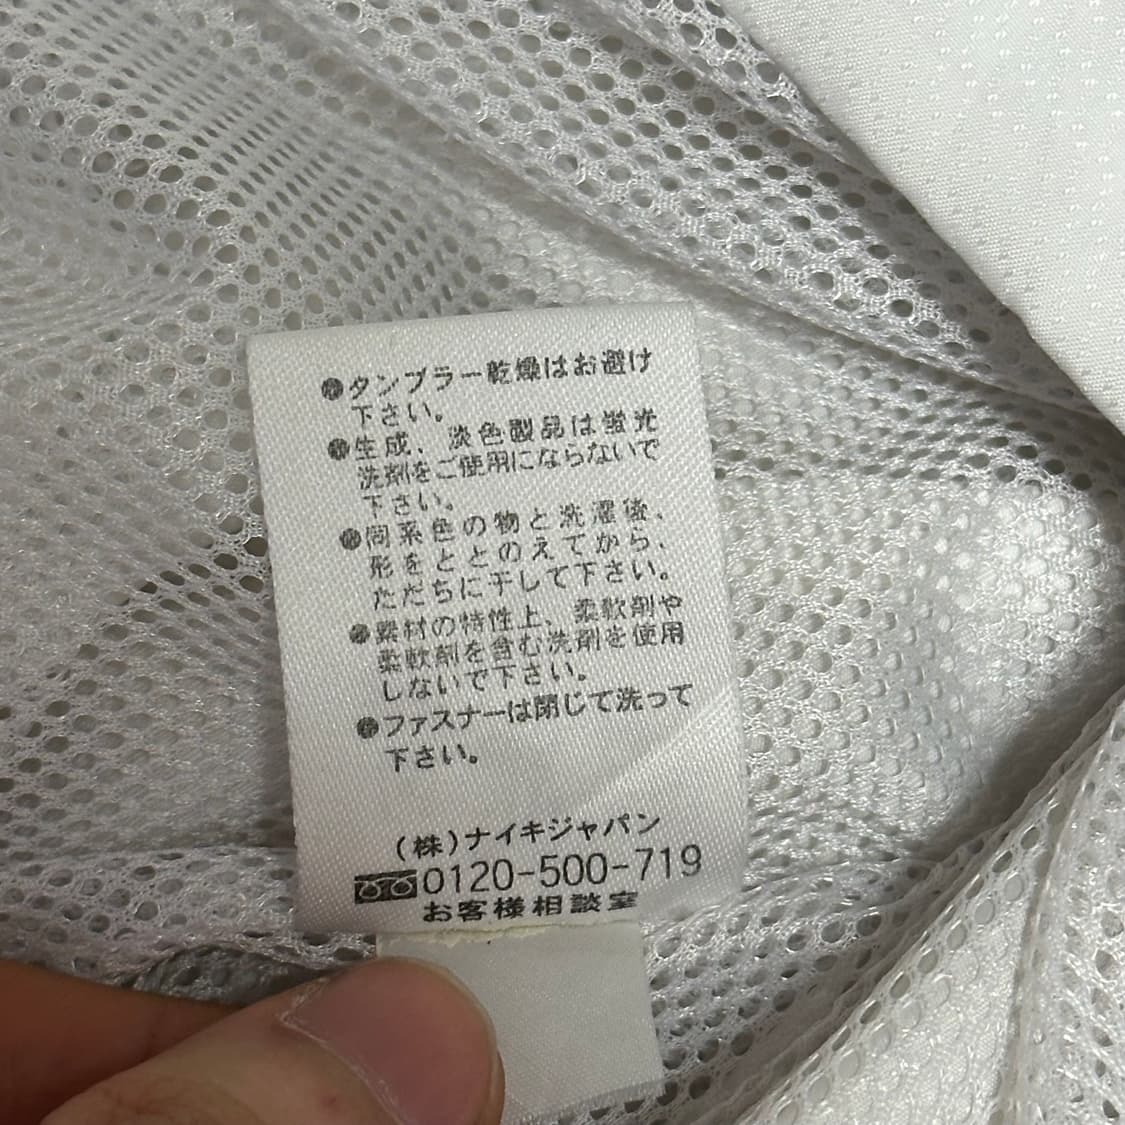 ●タンブラー乾燥はお避け
下さい。
●生成、淡色製品は蛍光
洗剤をご使用にならないで
下さい。
●同系色の物と洗濯後、
形をととのえてから、
ただちに干して下さい。
●素材の特性上、柔軟剤や
柔軟剤を含む洗剤を使用
しないで下さい。
●ファスナーは閉じて洗って
下さい。
(株)ナイキジャパン
0120-500-719
お客様相談室